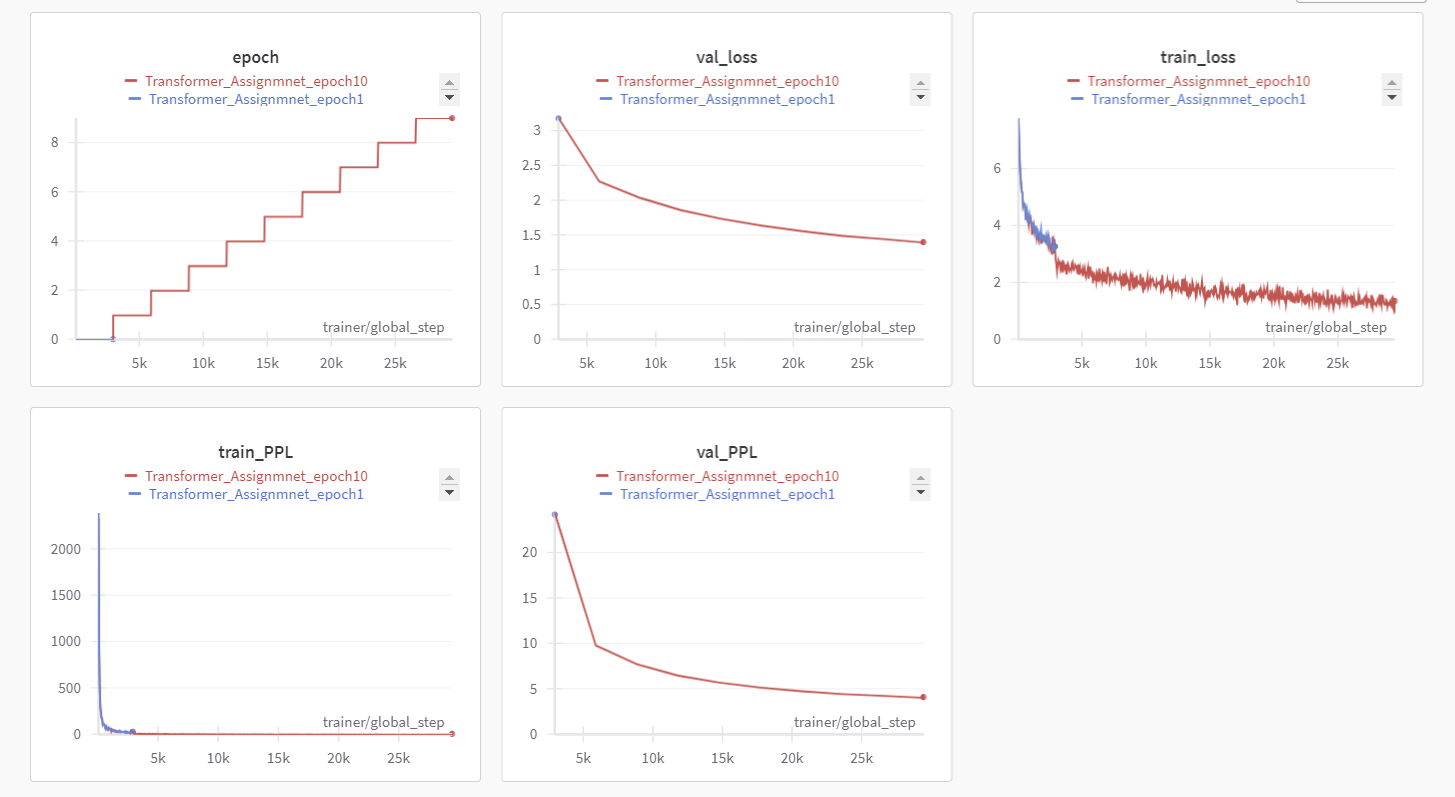 epoch
Transformer_Assignmnet_epoch10
Transformer_Assignmnet_epoch1
8
6
4
2
0
trainer/global_step
5k 10k 15k 20k 25k
val_loss
Transformer_Assignmnet_epoch10
Transformer_Assignmnet_epoch1
3
2.5
2
1.5
1
0.5
0
trainer/global_step
5k 10k 15k 20k 25k
train_loss
Transformer_Assignmnet_epoch10
Transformer_Assignmnet_epoch1
6
4
2
0
trainer/global_step
5k 10k 15k 20k 25k
train_PPL
Transformer_Assignmnet_epoch10
Transformer_Assignmnet_epoch1
2000
1500
1000
500
0
trainer/global_step
5k 10k 15k 20k 25k
val_PPL
Transformer_Assignmnet_epoch10
Transformer_Assignmnet_epoch1
20
15
10
5
0
trainer/global_step
5k 10k 15k 20k 25k